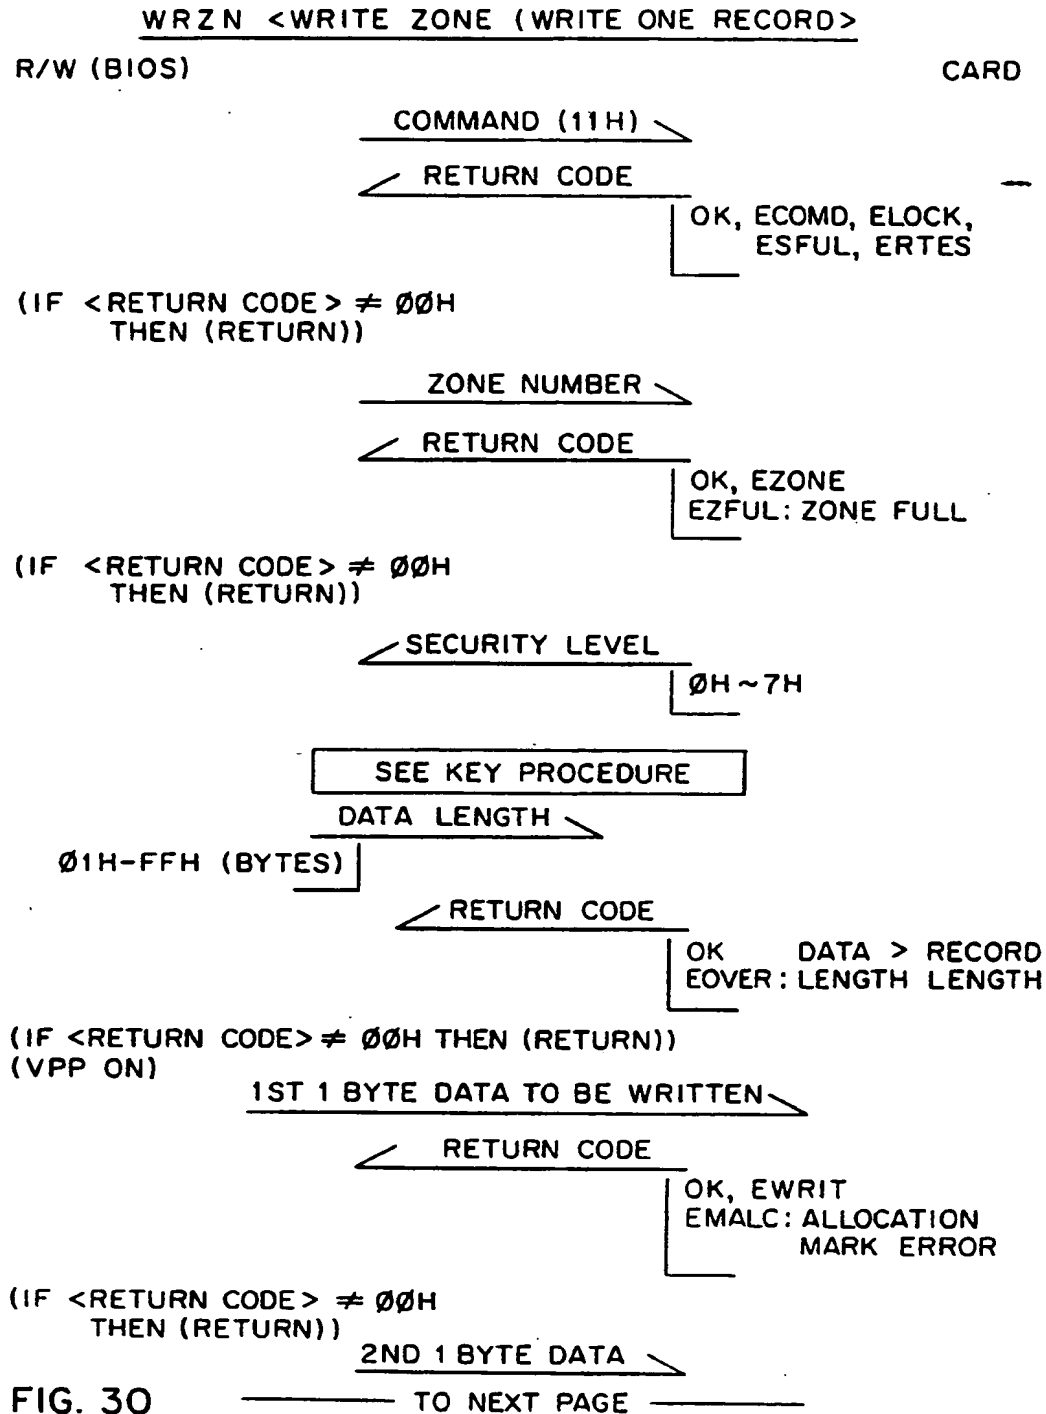 WRZN <WRITE ZONE (WRITE ONE RECORD>
R/W (BIOS) CARD
COMMAND (11H)
RETURN CODE
OK, ECOMD, ELOCK,
ESFUL, ERTES
(IF <RETURN CODE> ≠ ØØH
THEN (RETURN))
ZONE NUMBER
RETURN CODE
OK, EZONE
EZFUL: ZONE FULL
(IF <RETURN CODE> ≠ ØØH
THEN (RETURN))
SECURITY LEVEL
ØH~7H
SEE KEY PROCEDURE
DATA LENGTH
Ø1H-FFH (BYTES)
RETURN CODE
OK DATA > RECORD
EOVER: LENGTH LENGTH
(IF <RETURN CODE> ≠ ØØH THEN (RETURN))
(VPP ON)
1ST 1 BYTE DATA TO BE WRITTEN
RETURN CODE
OK, EWRIT
EMALC: ALLOCATION
MARK ERROR
(IF <RETURN CODE> ≠ ØØH
THEN (RETURN))
2ND 1 BYTE DATA
FIG. 30 TO NEXT PAGE